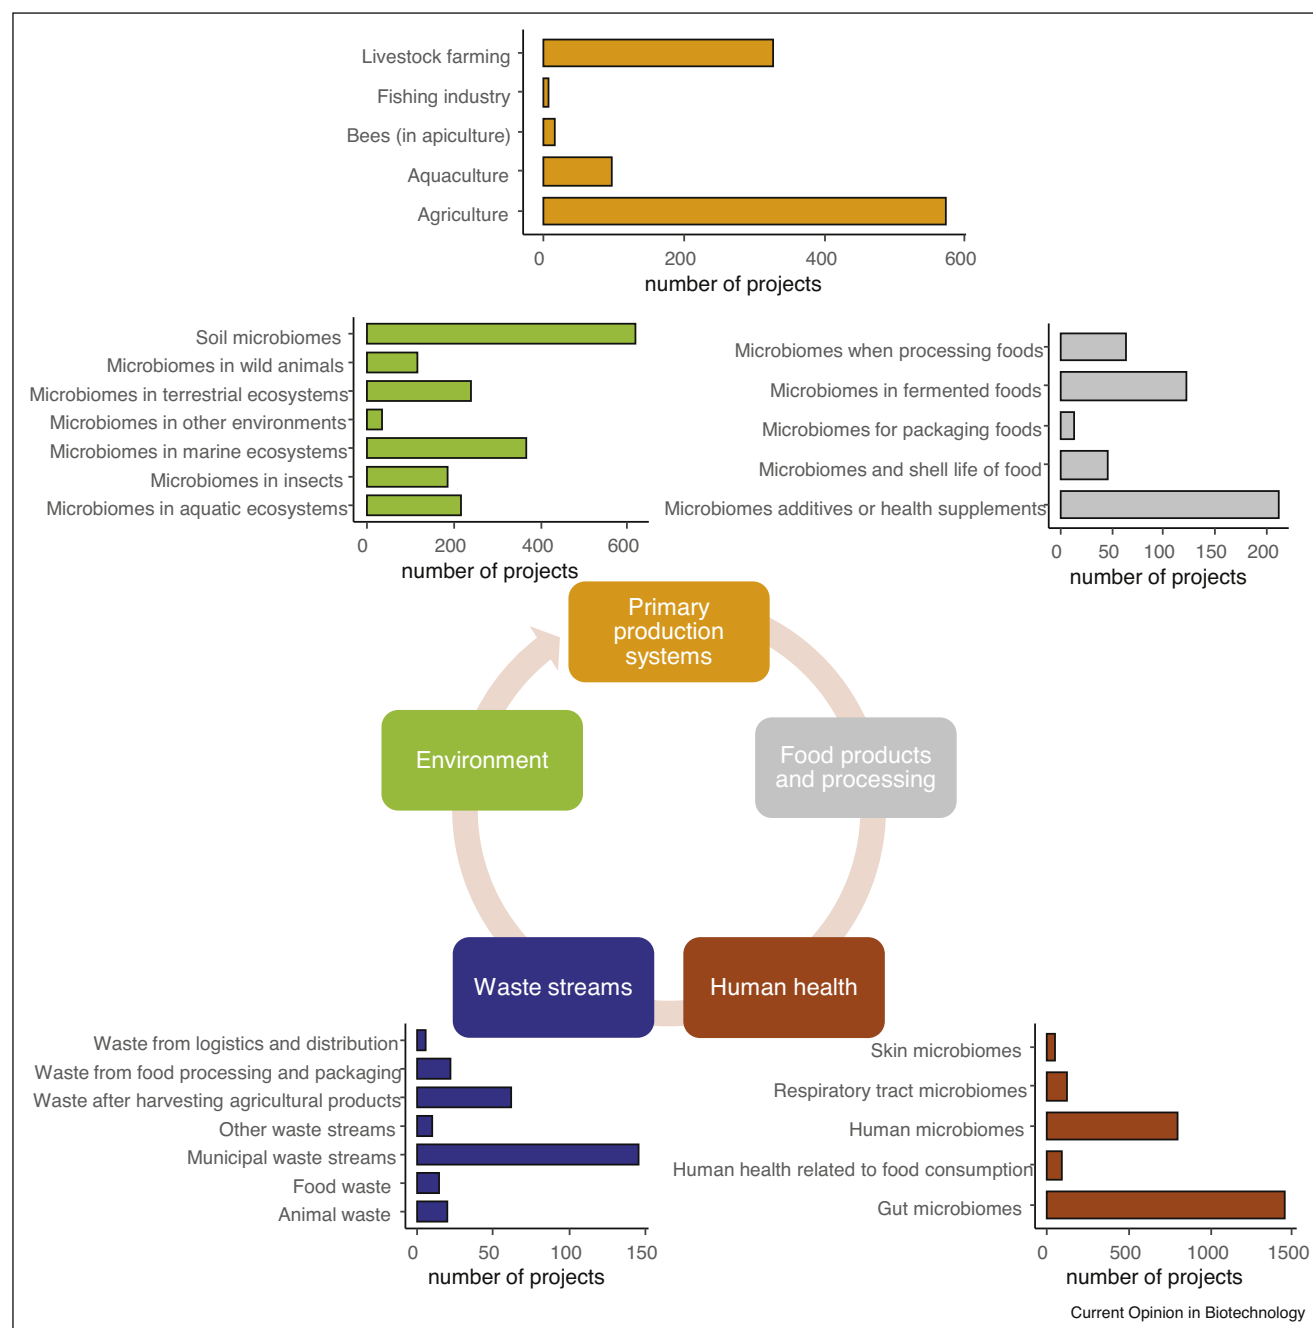 Livestock farming
Fishing industry
Bees (in apiculture)
Aquaculture
Agriculture
0 200 400 600
number of projects
Soil microbiomes
Microbiomes in wild animals
Microbiomes in terrestrial ecosystems
Microbiomes in other environments
Microbiomes in marine ecosystems
Microbiomes in insects
Microbiomes in aquatic ecosystems
0 200 400 600
number of projects
Microbiomes when processing foods
Microbiomes in fermented foods
Microbiomes for packaging foods
Microbiomes and shell life of food
Microbiomes additives or health supplements
0 50 100 150 200
number of projects
Primary
production
systems
Environment
Food products
and processing
Waste streams
Human health
Waste from logistics and distribution
Waste from food processing and packaging
Waste after harvesting agricultural products
Other waste streams
Municipal waste streams
Food waste
Animal waste
0 50 100 150
number of projects
Skin microbiomes
Respiratory tract microbiomes
Human microbiomes
Human health related to food consumption
Gut microbiomes
0 500 1000 1500
number of projects
Current Opinion in Biotechnology